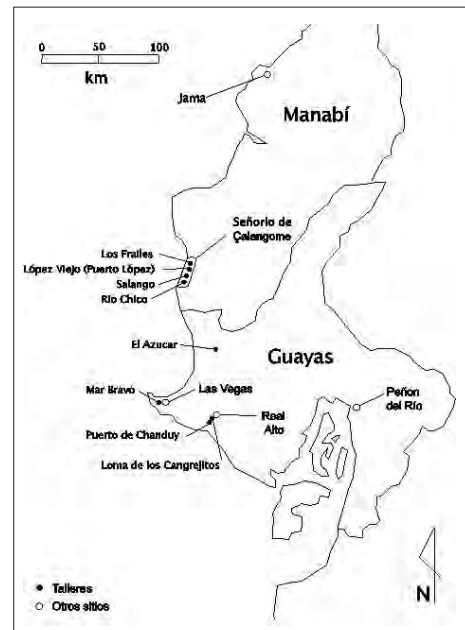 0 50 100
km
Jama
Manabí
Señorío de
Çalangome
Los Frailes
López Viejo (Puerto López)
Salango
Río Chico
El Azucar
Guayas
Mar Bravo
Las Vegas
Peñon
del Río
Real
Alto
Puerto de Chanduy
Loma de los Cangrejitos
Talleres
Otros sitios
N